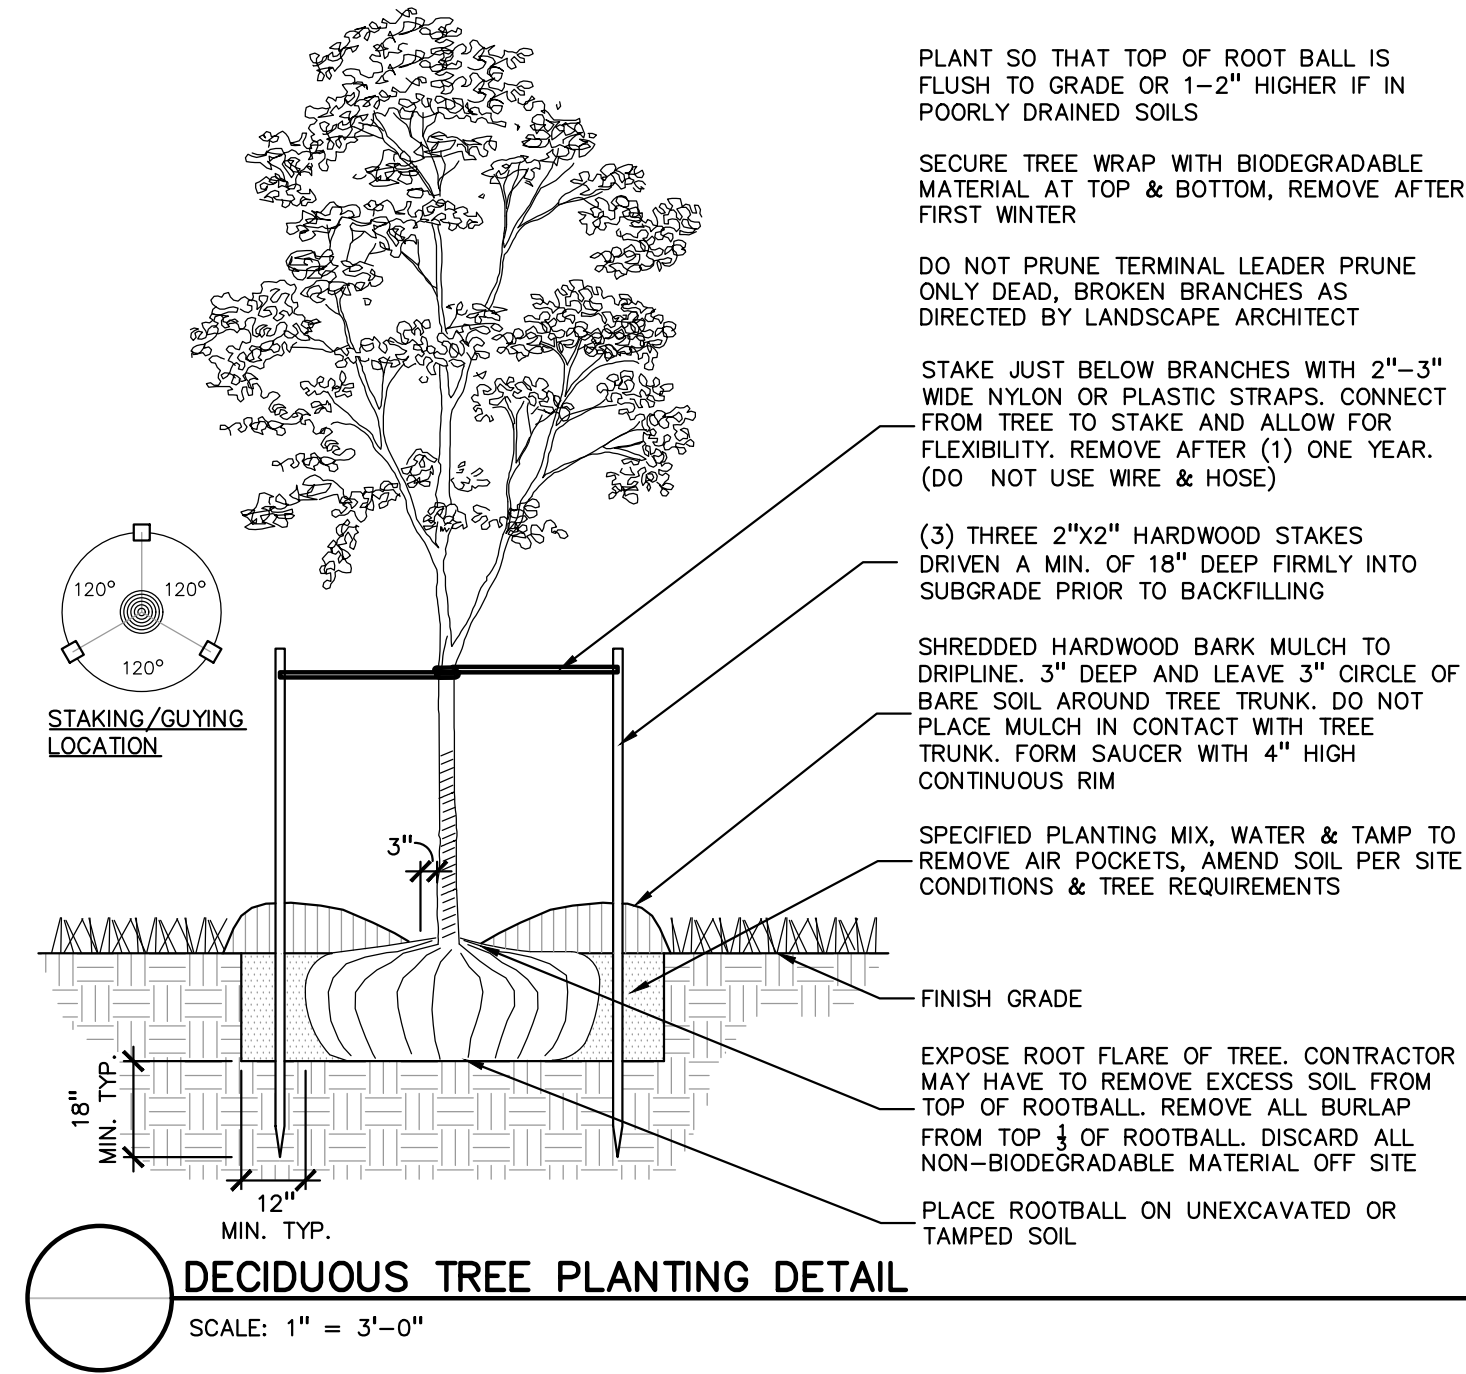 PLANT SO THAT TOP OF ROOT BALL IS
FLUSH TO GRADE OR 1-2" HIGHER IF IN
POORLY DRAINED SOILS
SECURE TREE WRAP WITH BIODEGRADABLE
MATERIAL AT TOP & BOTTOM, REMOVE AFTER
FIRST WINTER
DO NOT PRUNE TERMINAL LEADER PRUNE
ONLY DEAD, BROKEN BRANCHES AS
DIRECTED BY LANDSCAPE ARCHITECT
STAKE JUST BELOW BRANCHES WITH 2"-3"
WIDE NYLON OR PLASTIC STRAPS. CONNECT
FROM TREE TO STAKE AND ALLOW FOR
FLEXIBILITY. REMOVE AFTER (1) ONE YEAR.
(DO NOT USE WIRE & HOSE)
(3) THREE 2"X2" HARDWOOD STAKES
DRIVEN A MIN. OF 18" DEEP FIRMLY INTO
SUBGRADE PRIOR TO BACKFILLING
SHREDDED HARDWOOD BARK MULCH TO
DRIPLINE. 3" DEEP AND LEAVE 3" CIRCLE OF
BARE SOIL AROUND TREE TRUNK. DO NOT
PLACE MULCH IN CONTACT WITH TREE
TRUNK. FORM SAUCER WITH 4" HIGH
CONTINUOUS RIM
SPECIFIED PLANTING MIX, WATER & TAMP TO
REMOVE AIR POCKETS, AMEND SOIL PER SITE
CONDITIONS & TREE REQUIREMENTS
FINISH GRADE
EXPOSE ROOT FLARE OF TREE. CONTRACTOR
MAY HAVE TO REMOVE EXCESS SOIL FROM
TOP OF ROOTBALL. REMOVE ALL BURLAP
FROM TOP 1/3 OF ROOTBALL. DISCARD ALL
NON-BIODEGRADABLE MATERIAL OFF SITE
PLACE ROOTBALL ON UNEXCAVATED OR
TAMPED SOIL
120° 120°
120°
STAKING/GUYING
LOCATION
3"
18"
MIN. TYP.
12"
MIN. TYP.
DECIDUOUS TREE PLANTING DETAIL
SCALE: 1" = 3'-0"